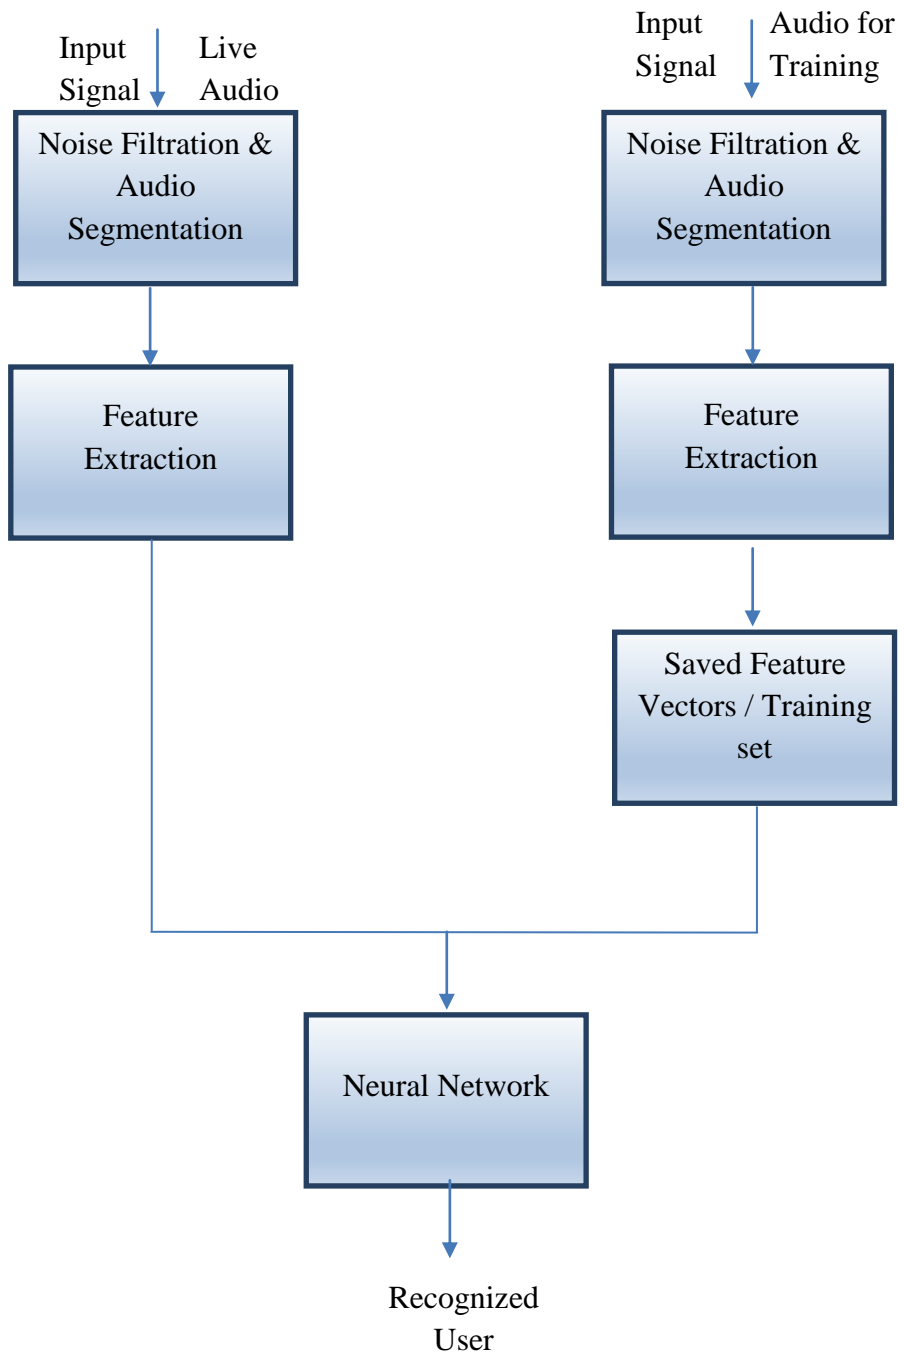 Input
Signal
Live
Audio
Input
Signal
Audio for
Training
Noise Filtration &
Audio
Segmentation
Noise Filtration &
Audio
Segmentation
Feature
Extraction
Feature
Extraction
Saved Feature
Vectors / Training
set
Neural Network
Recognized
User